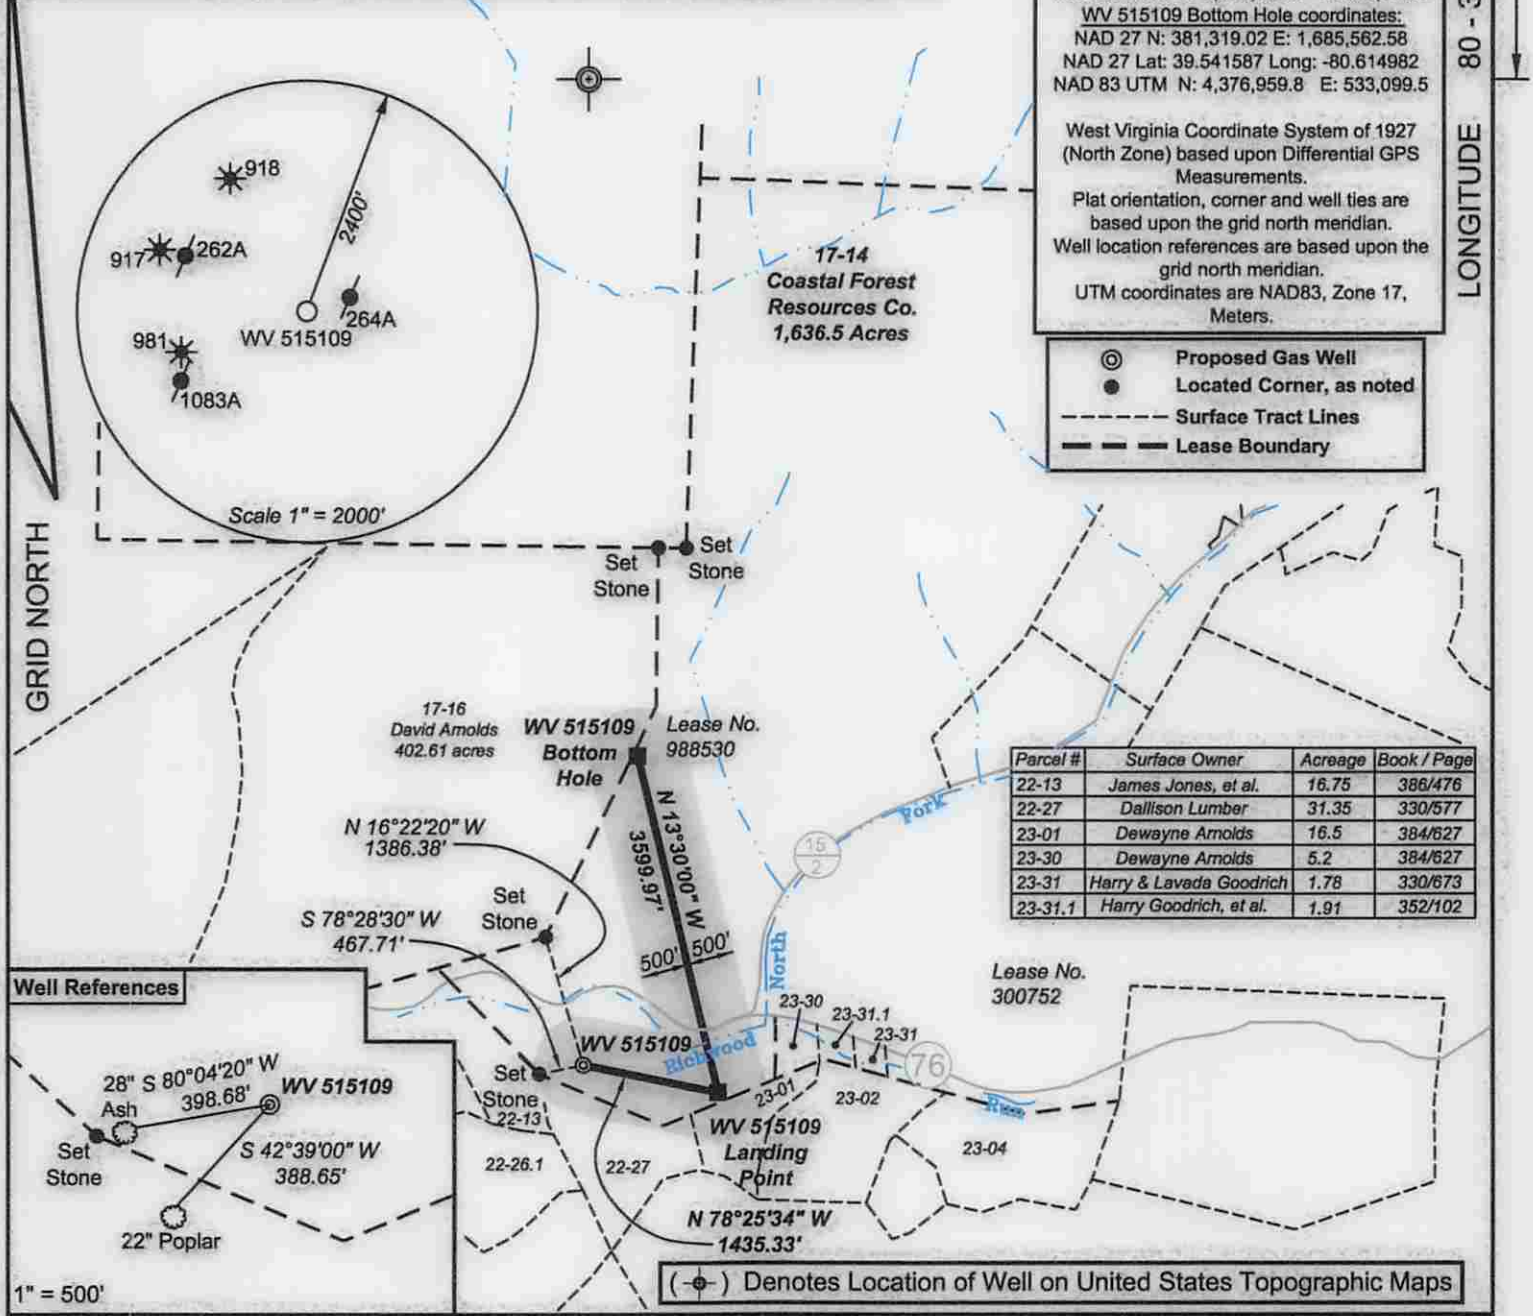 WV 515109 Bottom Hole coordinates:
NAD 27 N: 381,319.02 E: 1,685,562.58
NAD 27 Lat: 39.541587 Long: -80.614982
NAD 83 UTM N: 4,376,959.8 E: 533,099.5
West Virginia Coordinate System of 1927
(North Zone) based upon Differential GPS
Measurements.
Plat orientation, corner and well ties are
based upon the grid north meridian.
Well location references are based upon the
grid north meridian.
UTM coordinates are NAD83, Zone 17,
Meters.
LONGITUDE 80 -
918
917
262A
2400'
264A
WV 515109
981
1083A
Scale 1" = 2000'
17-14
Coastal Forest
Resources Co.
1,636.5 Acres
Proposed Gas Well
Located Corner, as noted
Surface Tract Lines
Lease Boundary
GRID NORTH
Set
Stone
Set
Stone
17-16
David Arnolds
402.61 acres
WV 515109
Bottom
Hole
Lease No.
988530
N 13°30'00" W
3599.97'
N 16°22'20" W
1386.38'
Set
Stone
S 78°28'30" W
467.71'
500'
500'
15
2
Fork
North
Parcel # Surface Owner Acreage Book / Page
22-13 James Jones, et al. 16.75 386/476
22-27 Dallison Lumber 31.35 330/577
23-01 Dewayne Arnolds 16.5 384/627
23-30 Dewayne Arnolds 5.2 384/627
23-31 Harry & Lavada Goodrich 1.78 330/673
23-31.1 Harry Goodrich, et al. 1.91 352/102
Lease No.
300752
23-30
23-31.1
23-31
76
WV 515109
Richwood
Run
Set
Stone
22-13
23-01
23-02
23-04
22-26.1
22-27
WV 515109
Landing
Point
N 78°25'34" W
1435.33'
Well References
28"
Ash
S 80°04'20" W
398.68'
WV 515109
Set
Stone
S 42°39'00" W
388.65'
22" Poplar
1" = 500'
( ) Denotes Location of Well on United States Topographic Maps